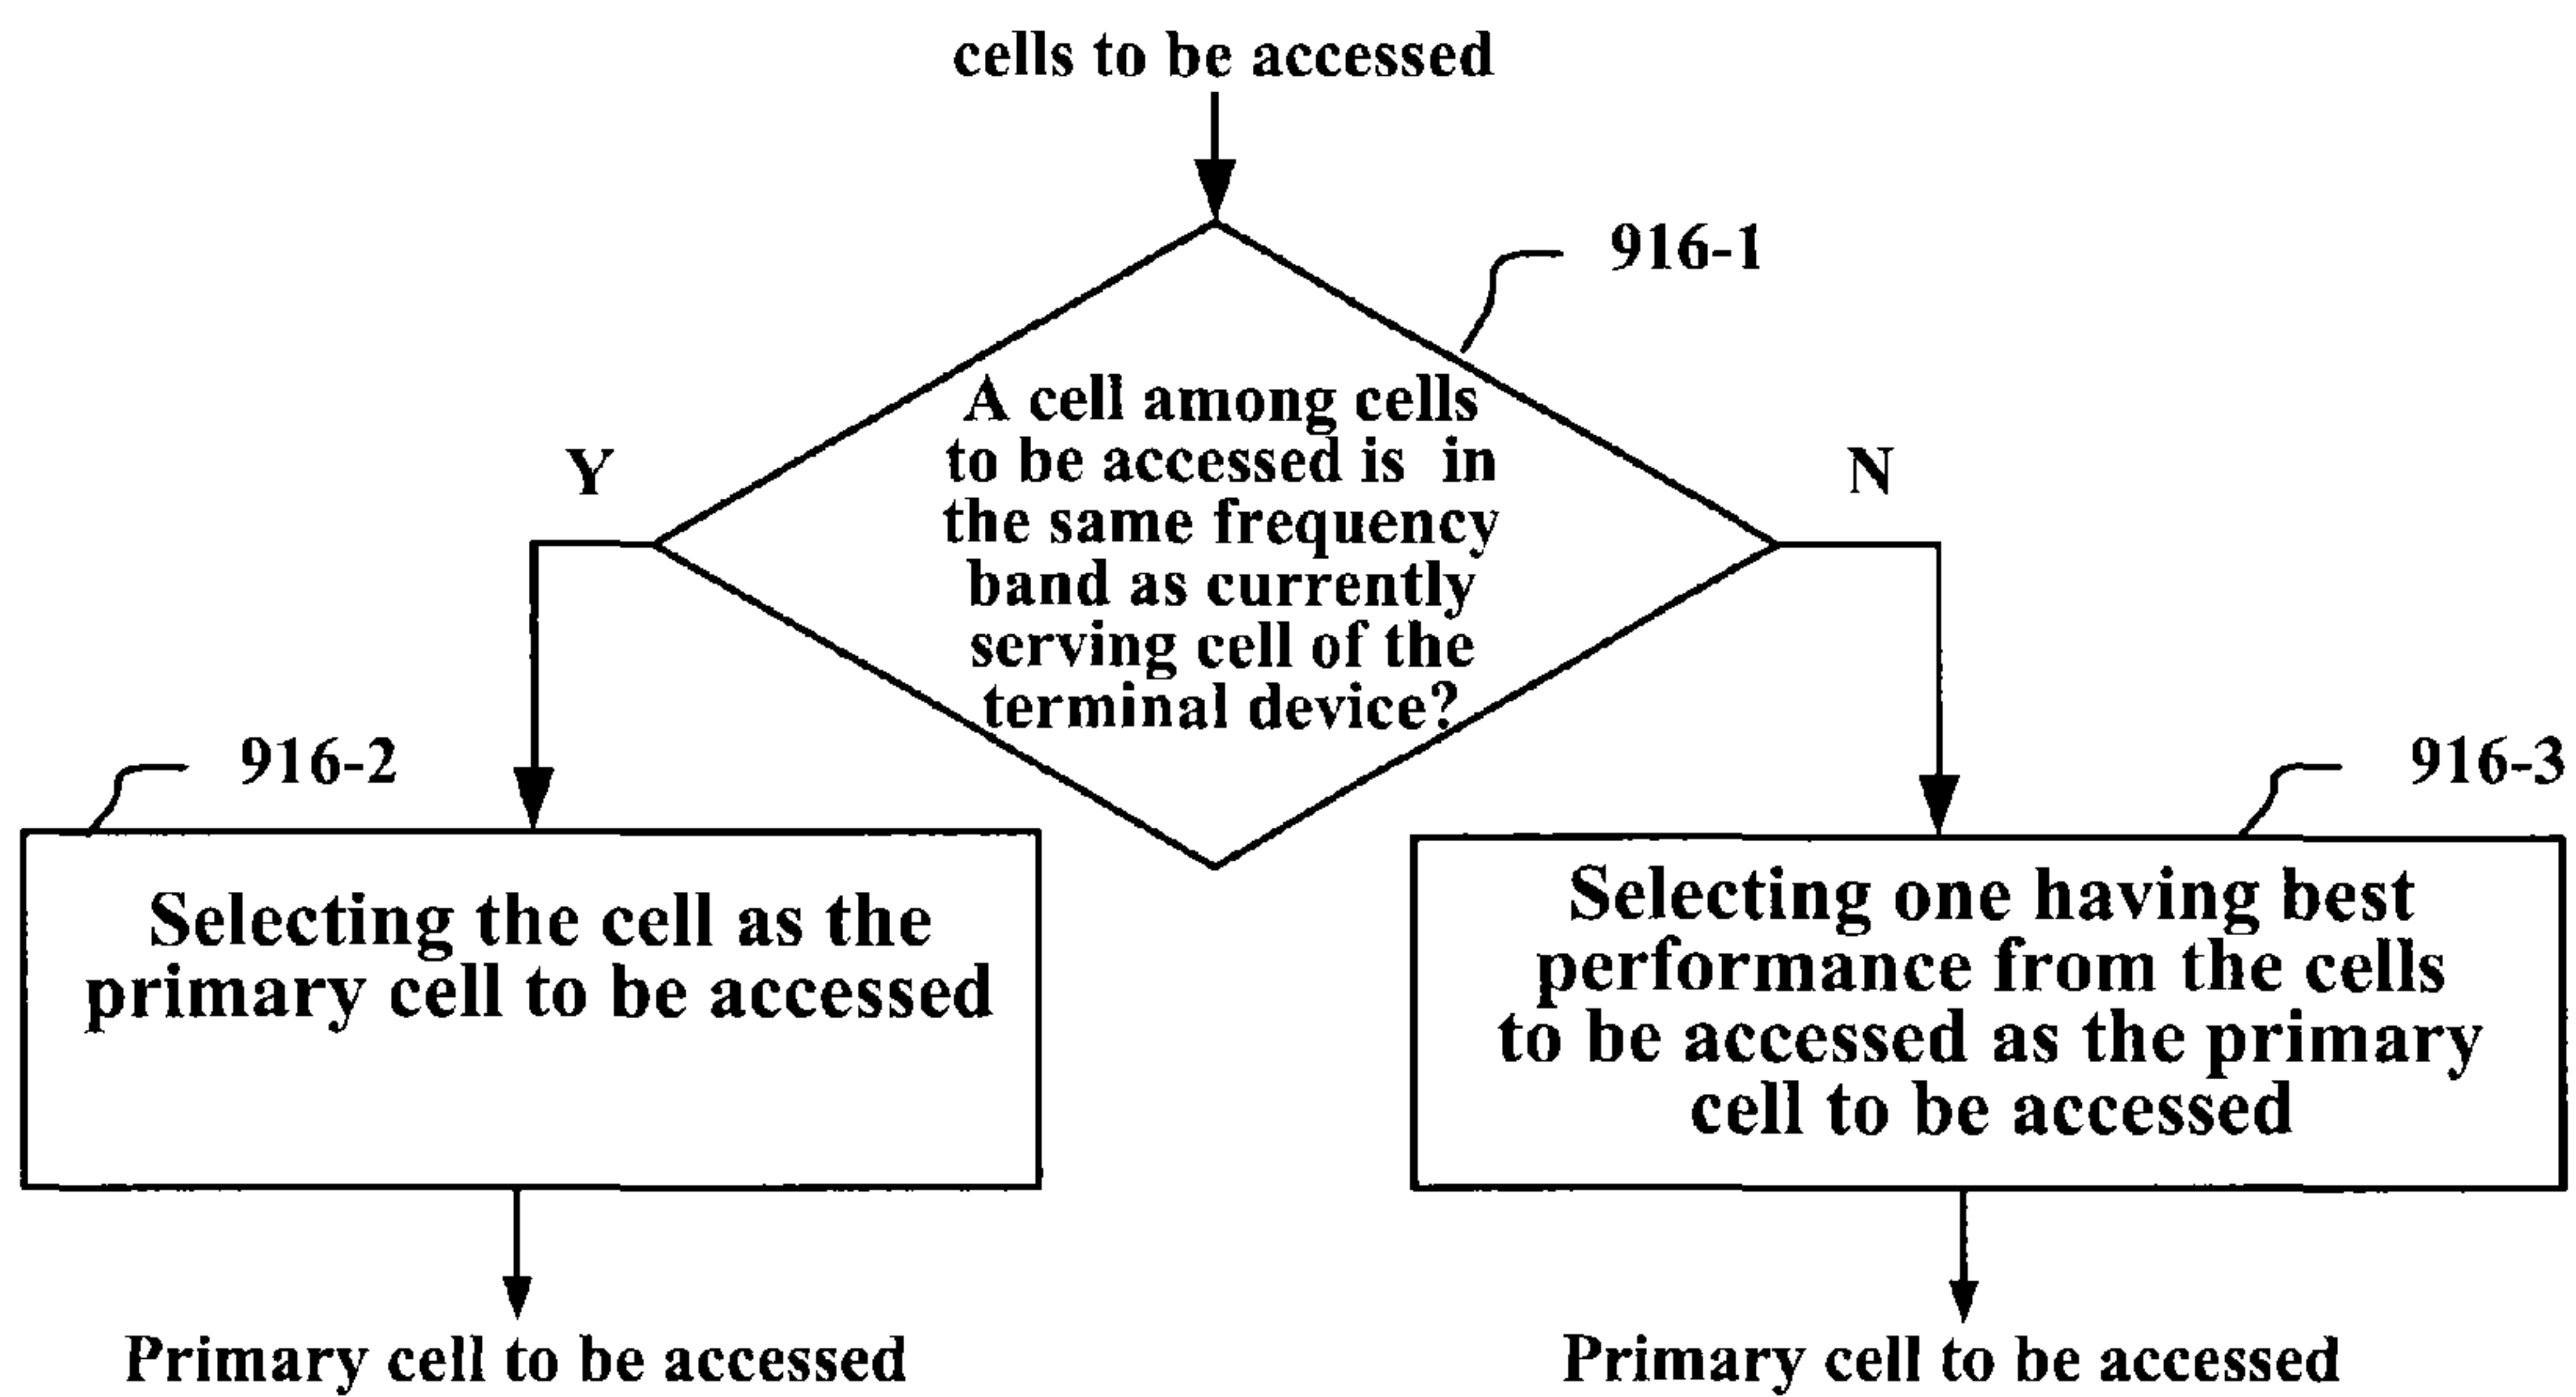 cells to be accessed
916-1
A cell among cells
to be accessed is in
the same frequency
band as currently
serving cell of the
terminal device?
Y
N
916-2
916-3
Selecting the cell as the
primary cell to be accessed
Selecting one having best
performance from the cells
to be accessed as the primary
cell to be accessed
Primary cell to be accessed
Primary cell to be accessed